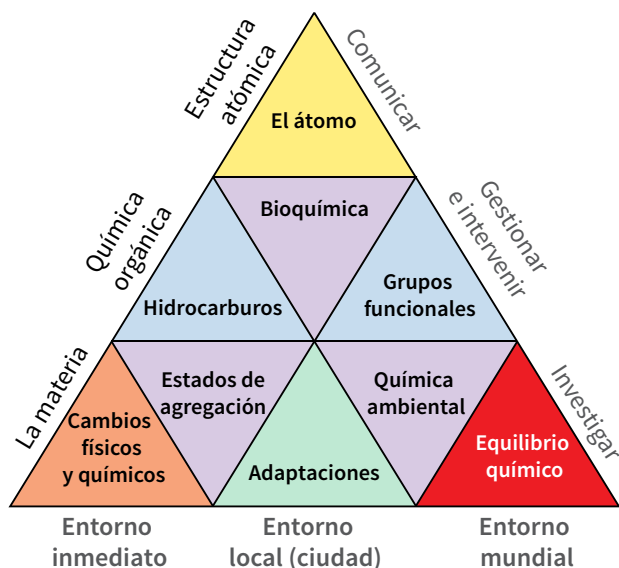 Estructura
atómica
Comunicar
El átomo
Química
orgánica
Bioquímica
Gestionar
e intervenir
Hidrocarburos
Grupos
funcionales
La materia
Estados de
agregación
Química
ambiental
Investigar
Cambios
físicos
y químicos
Adaptaciones
Equilibrio
químico
Entorno
inmediato
Entorno
local (ciudad)
Entorno
mundial